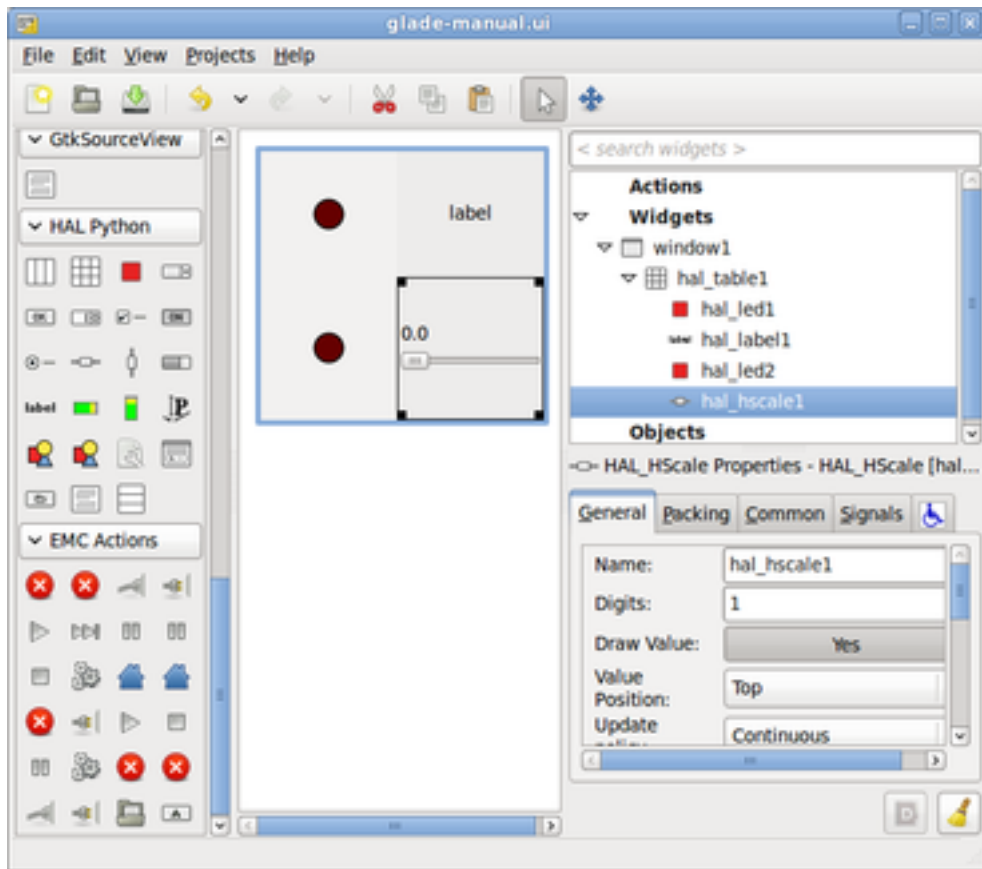 glade-manual.ui
File Edit View Projects Help
GtkSourceView
HAL Python
label
EMC Actions
label
0.0
< search widgets >
Actions
Widgets
window1
hal_table1
hal_led1
hal_label1
hal_led2
hal_hscale1
Objects
HAL_HScale Properties - HAL_HScale [hal...
General Packing Common Signals
Name: hal_hscale1
Digits: 1
Draw Value: Yes
Value
Position: Top
Update
Continuous